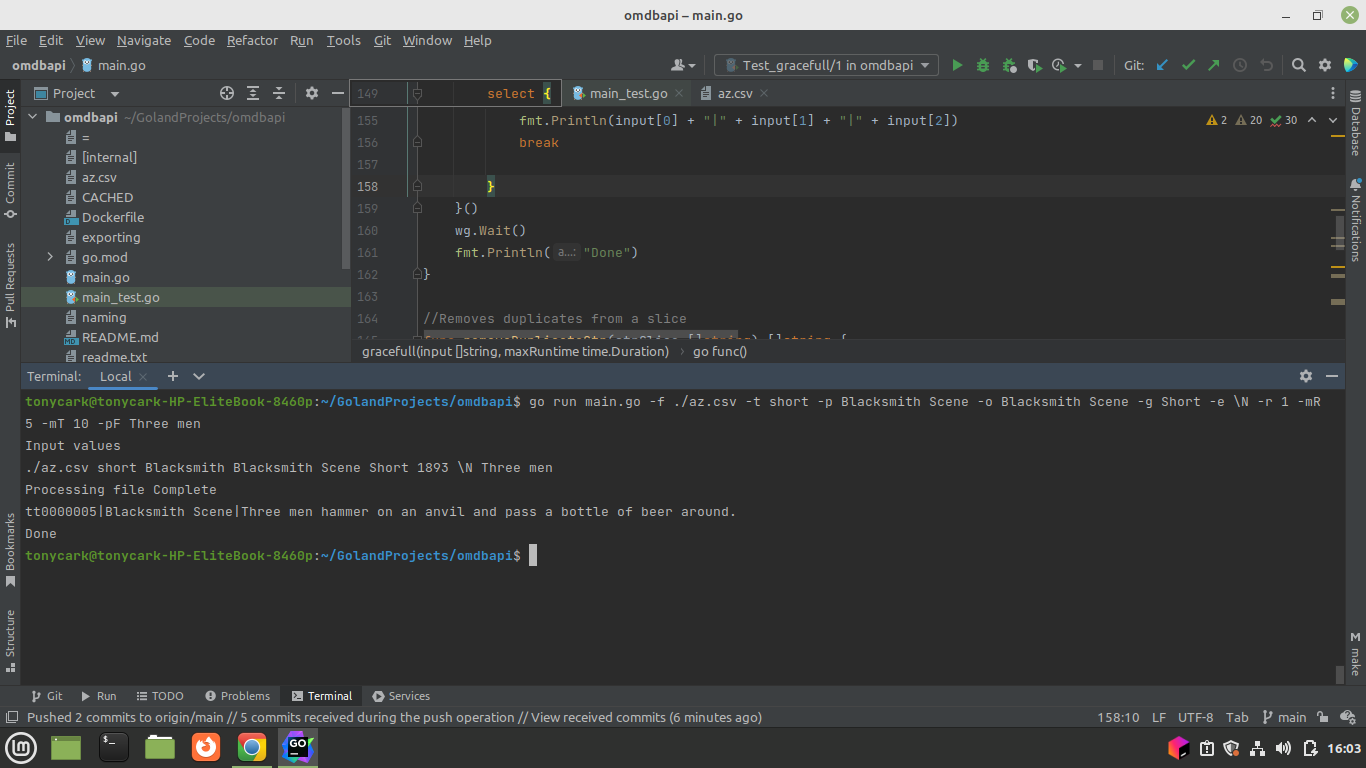 omdbapi – main.go
File Edit View Navigate Code Refactor Run Tools Git Window Help
omdbapi main.go Test_gracefull/1 in omdbapi Git:
Project
149 select { main_test.go az.csv
omdbapi ~/GolandProjects/omdbapi
=
[internal]
az.csv
CACHED
Dockerfile
exporting
go.mod
main.go
main_test.go
naming
README.md
readme.txt
155 fmt.Println(input[0] + "|" + input[1] + "|" + input[2])
2 20 30
156 break
157
158 }
159 }()
160 wg.Wait()
161 fmt.Println( a...: "Done")
162 }
163
164 //Removes duplicates from a slice
gracefull(input []string, maxRuntime time.Duration) go func()
Project
Commit
Pull Requests
Bookmarks
Structure
Database
Notifications
make
Terminal: Local
tonycark@tonycark-HP-EliteBook-8460p:~/GolandProjects/omdbapi$ go run main.go -f ./az.csv -t short -p Blacksmith Scene -o Blacksmith Scene -g Short -e \N -r 1 -mR
5 -mT 10 -pF Three men
Input values
./az.csv short Blacksmith Blacksmith Scene Short 1893 \N Three men
Processing file Complete
tt0000005|Blacksmith Scene|Three men hammer on an anvil and pass a bottle of beer around.
Done
tonycark@tonycark-HP-EliteBook-8460p:~/GolandProjects/omdbapi$
Git Run TODO Problems Terminal Services
Pushed 2 commits to origin/main // 5 commits received during the push operation // View received commits (6 minutes ago) 158:10 LF UTF-8 Tab main
GO
16:03